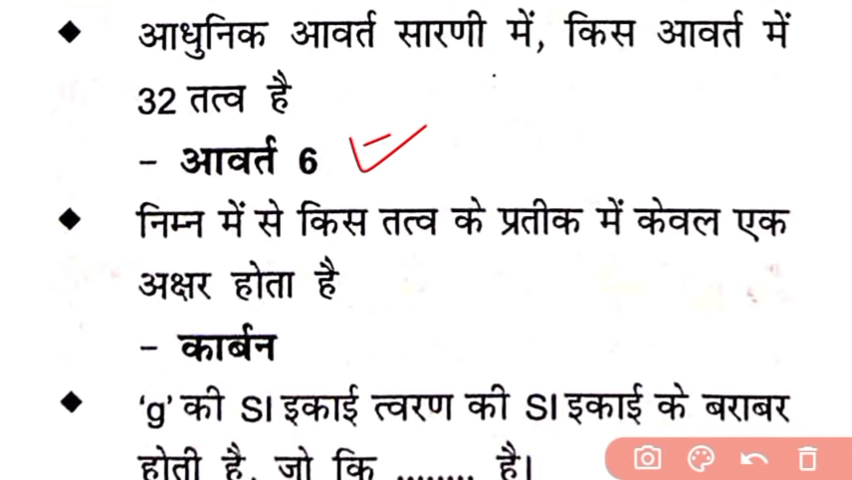 ◆ आधुनिक आवर्त सारणी में, किस आवर्त में
32 तत्व है
– आवर्त 6
◆ निम्न में से किस तत्व के प्रतीक में केवल एक
अक्षर होता है
– कार्बन
◆ 'g' की SI इकाई त्वरण की SI इकाई के बराबर
होती है, जो कि ........ है।